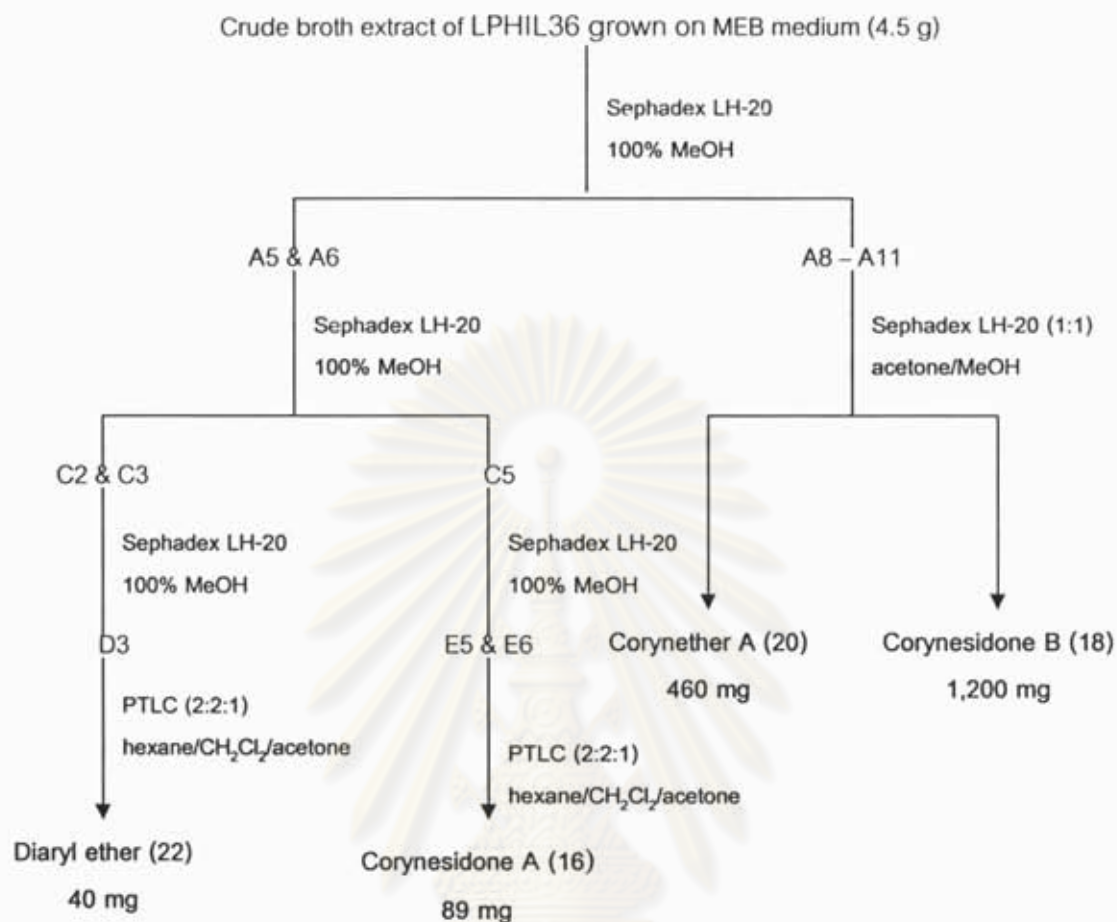 Crude broth extract of LPHIL36 grown on MEB medium (4.5 g)
Sephadex LH-20
100% MeOH
A5 & A6
A8 – A11
Sephadex LH-20
100% MeOH
Sephadex LH-20 (1:1)
acetone/MeOH
C2 & C3
C5
Sephadex LH-20
100% MeOH
Sephadex LH-20
100% MeOH
D3
E5 & E6
Corynether A (20)
460 mg
Corynesidone B (18)
1,200 mg
PTLC (2:2:1)
hexane/CH₂Cl₂/acetone
PTLC (2:2:1)
hexane/CH₂Cl₂/acetone
Diaryl ether (22)
40 mg
Corynesidone A (16)
89 mg